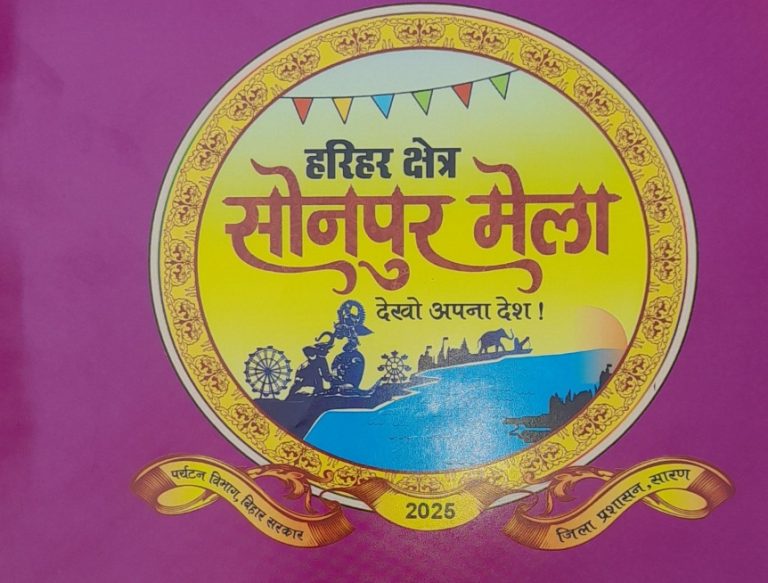 हरिहर क्षेत्र
सोनपुर मेला
देखो अपना देश !
पर्यटन विभाग, बिहार सरकार
2025
जिला प्रशासन, सारण